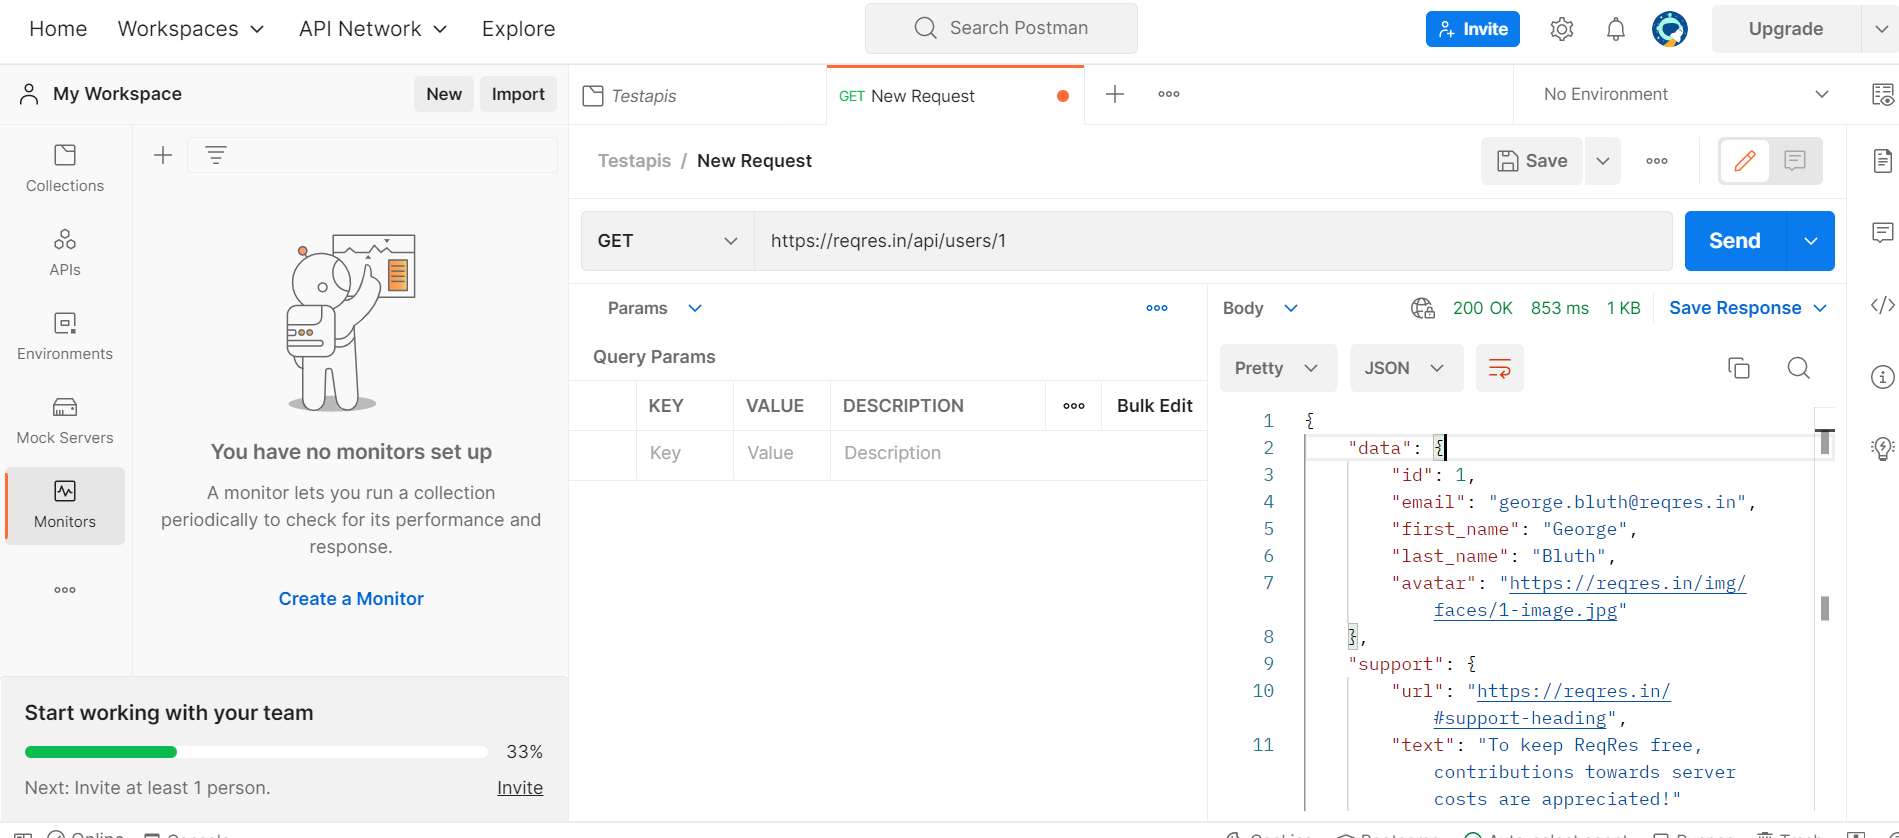 Home Workspaces API Network Explore Search Postman Invite Upgrade
My Workspace New Import Testapis GET New Request No Environment
Testapis / New Request Save
GET https://reqres.in/api/users/1 Send
Collections
APIs
Environments
Mock Servers
Monitors
You have no monitors set up
A monitor lets you run a collection
periodically to check for its performance and
response.
Create a Monitor
Start working with your team
33%
Next: Invite at least 1 person. Invite
Params
Query Params
KEY VALUE DESCRIPTION Bulk Edit
Key Value Description
Body 200 OK 853 ms 1 KB Save Response
Pretty JSON
1 {
2 "data": {
3 "id": 1,
4 "email": "george.bluth@reqres.in",
5 "first_name": "George",
6 "last_name": "Bluth",
7 "avatar": "https://reqres.in/img/
faces/1-image.jpg"
8 },
9 "support": {
10 "url": "https://reqres.in/
#support-heading",
11 "text": "To keep ReqRes free,
contributions towards server
costs are appreciated!"